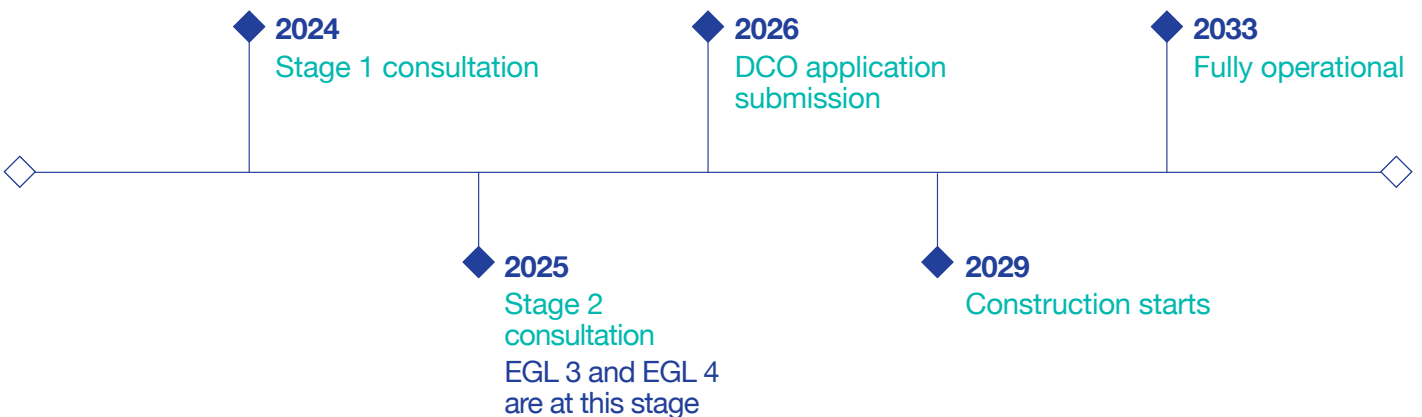 2024
Stage 1 consultation
2026
DCO application
submission
2033
Fully operational
2025
Stage 2
consultation
EGL 3 and EGL 4
are at this stage
2029
Construction starts